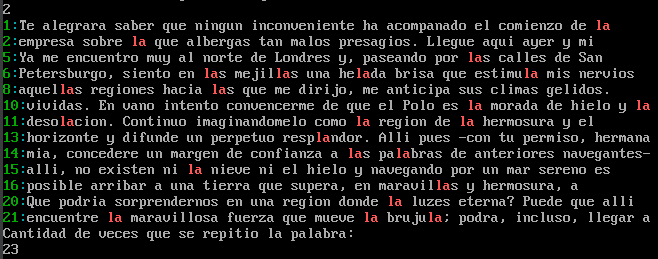 2
1:Te alegrara saber que ningun inconveniente ha acompanado el comienzo de la
2:empresa sobre la que albergas tan malos presagios. Llegue aqui ayer y mi
5:Ya me encuentro muy al norte de Londres y, paseando por las calles de San
6:Petersburgo, siento en las mejillas una helada brisa que estimula mis nervios
8:aquellas regiones hacia las que me dirijo, me anticipa sus climas gelidos.
10:vividas. En vano intento convencerme de que el Polo es la morada de hielo y la
11:desolacion. Continuo imaginandomelo como la region de la hermosura y el
13:horizonte y difunde un perpetuo resplandor. Alli pues -con tu permiso, hermana
14:mia, concedere un margen de confianza a las palabras de anteriores navegantes-
15:alli, no existen ni la nieve ni el hielo y navegando por un mar sereno es
16:posible arribar a una tierra que supera, en maravillas y hermosura, a
20:Que podria sorprendernos en una region donde la luzes eterna? Puede que alli
21:encuentre la maravillosa fuerza que mueve la brujula; podra, incluso, llegar a
Cantidad de veces que se repitio la palabra:
23